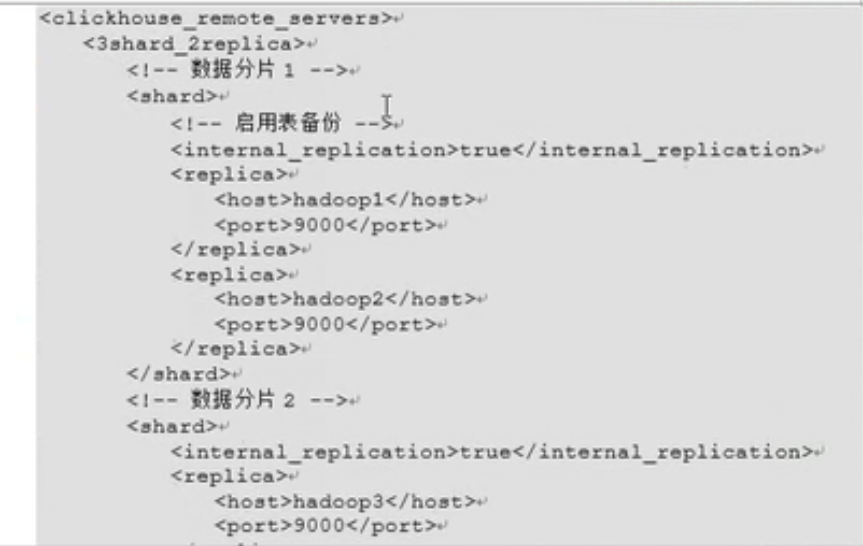 <clickhouse_remote_servers>
<3shard_2replica>
<!-- 数据分片 1 -->
<shard>
<!-- 启用表备份 -->
<internal_replication>true</internal_replication>
<replica>
<host>hadoop1</host>
<port>9000</port>
</replica>
<replica>
<host>hadoop2</host>
<port>9000</port>
</replica>
</shard>
<!-- 数据分片 2 -->
<shard>
<internal_replication>true</internal_replication>
<replica>
<host>hadoop3</host>
<port>9000</port>